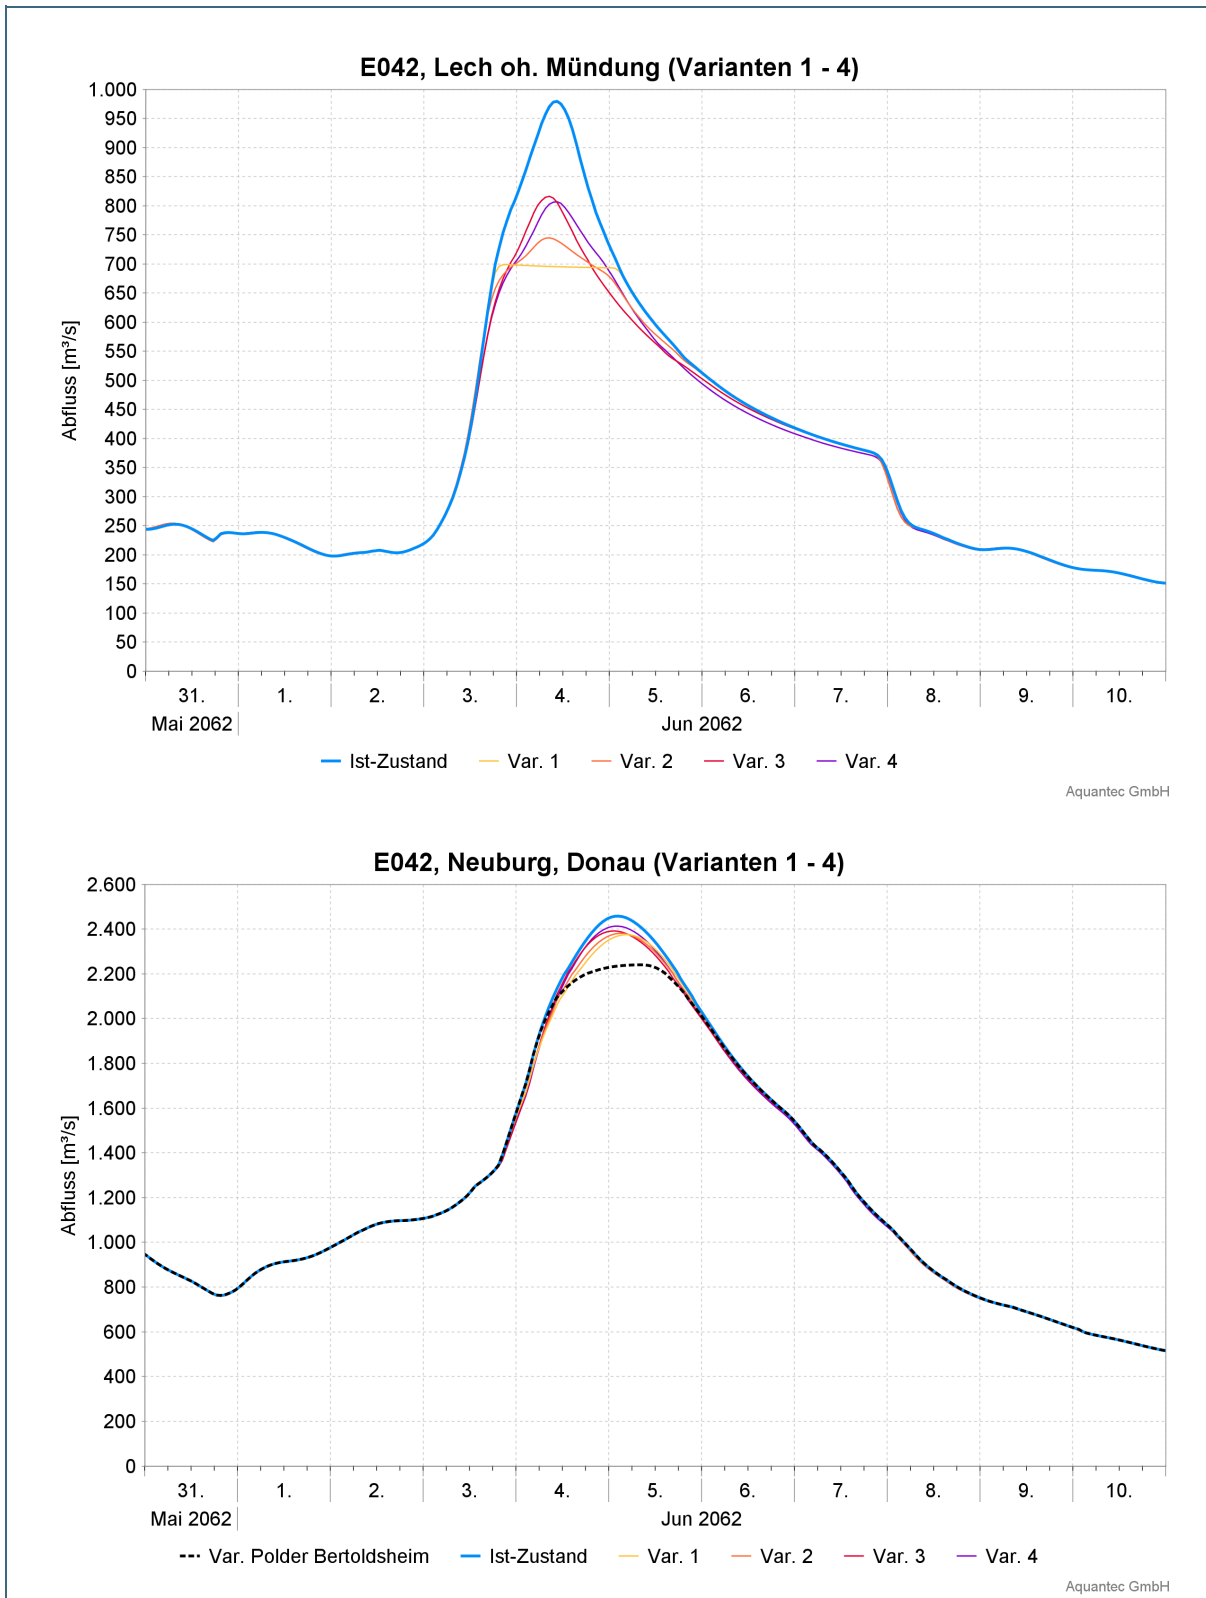 E042, Lech oh. Mündung (Varianten 1 - 4)
1.000
950
900
850
800
750
700
650
600
550
500
450
400
350
300
250
200
150
100
50
0
Abfluss [m³/s]
31. 1. 2. 3. 4. 5. 6. 7. 8. 9. 10.
Mai 2062 Jun 2062
Ist-Zustand Var. 1 Var. 2 Var. 3 Var. 4
Aquantec GmbH
E042, Neuburg, Donau (Varianten 1 - 4)
2.600
2.400
2.200
2.000
1.800
1.600
1.400
1.200
1.000
800
600
400
200
0
Abfluss [m³/s]
31. 1. 2. 3. 4. 5. 6. 7. 8. 9. 10.
Mai 2062 Jun 2062
Var. Polder Bertoldsheim Ist-Zustand Var. 1 Var. 2 Var. 3 Var. 4
Aquantec GmbH